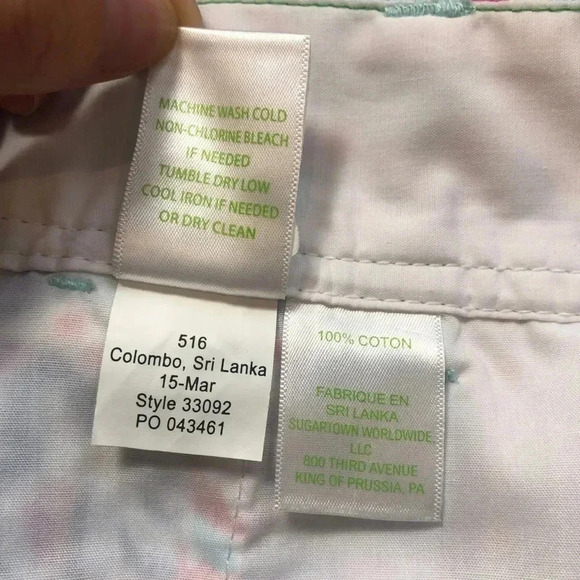 MACHINE WASH COLD
NON-CHLORINE BLEACH
IF NEEDED
TUMBLE DRY LOW
COOL IRON IF NEEDED
OR DRY CLEAN
516
Colombo, Sri Lanka
15-Mar
Style 33092
PO 043461
100% COTON
FABRIQUE EN
SRI LANKA
SUGARTOWN WORLDWIDE
LLC
800 THIRD AVENUE
KING OF PRUSSIA, PA